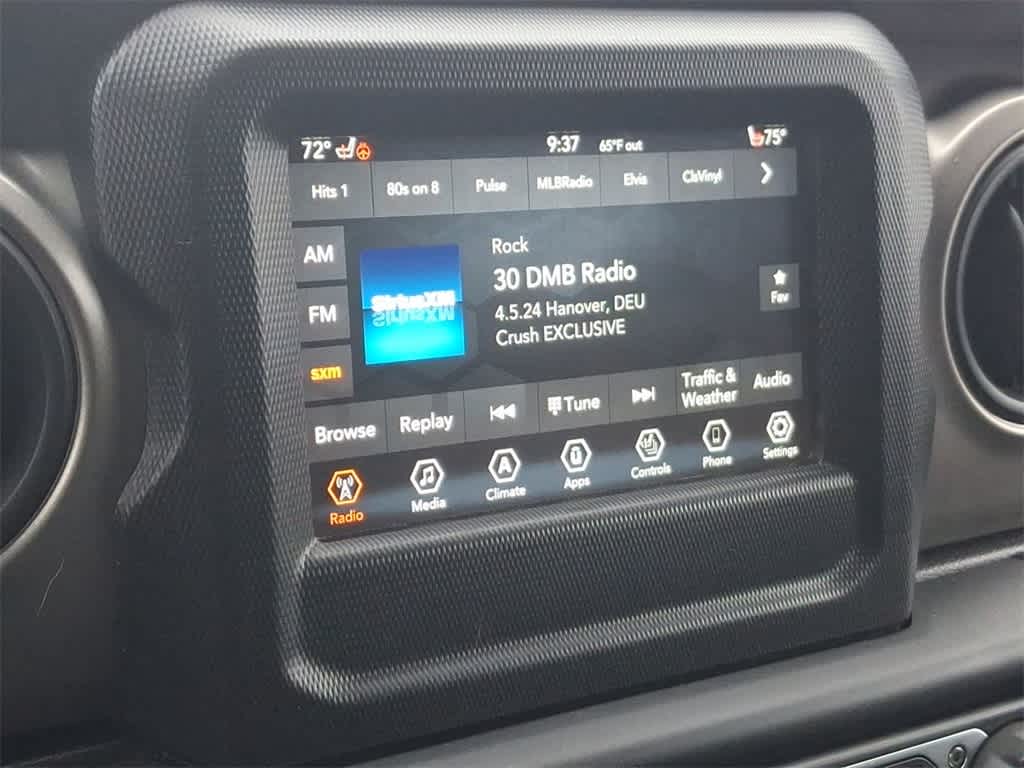 72° 9:37 65°F out 75°
Hits 1 80s on 8 Pulse MLBRadio Elvis ClsVinyl
AM
FM
sxm
SiriusXM
Rock
30 DMB Radio
4.5.24 Hanover, DEU
Crush EXCLUSIVE
Fav
Browse Replay Tune Traffic & Weather Audio
Radio Media A Climate Apps Controls Phone Settings